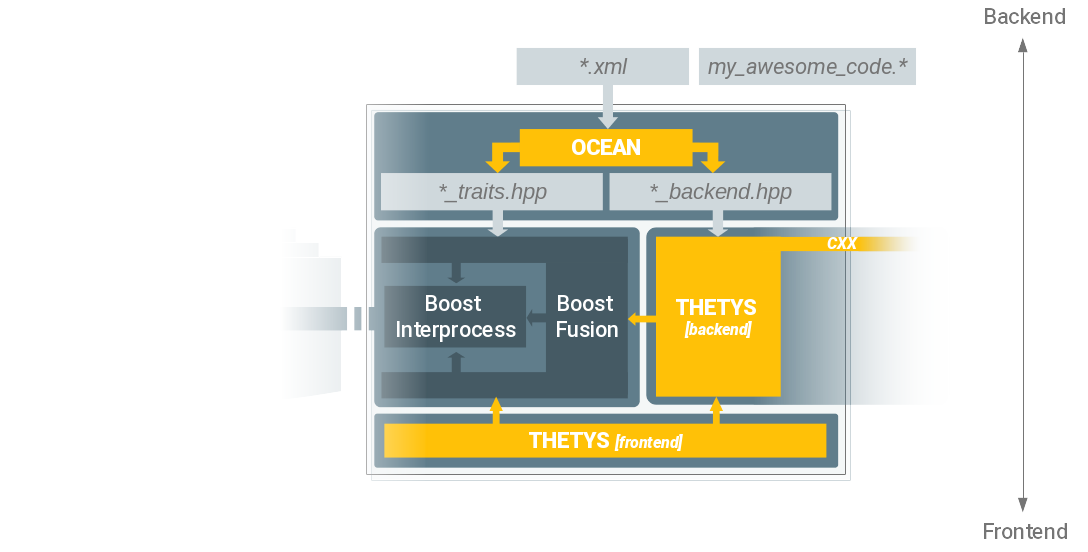 Backend
*.xml
my_awesome_code.*
OCEAN
*_traits.hpp
*_backend.hpp
CXX
Boost
Interprocess
Boost
Fusion
THETYS
[backend]
THETYS [frontend]
Frontend